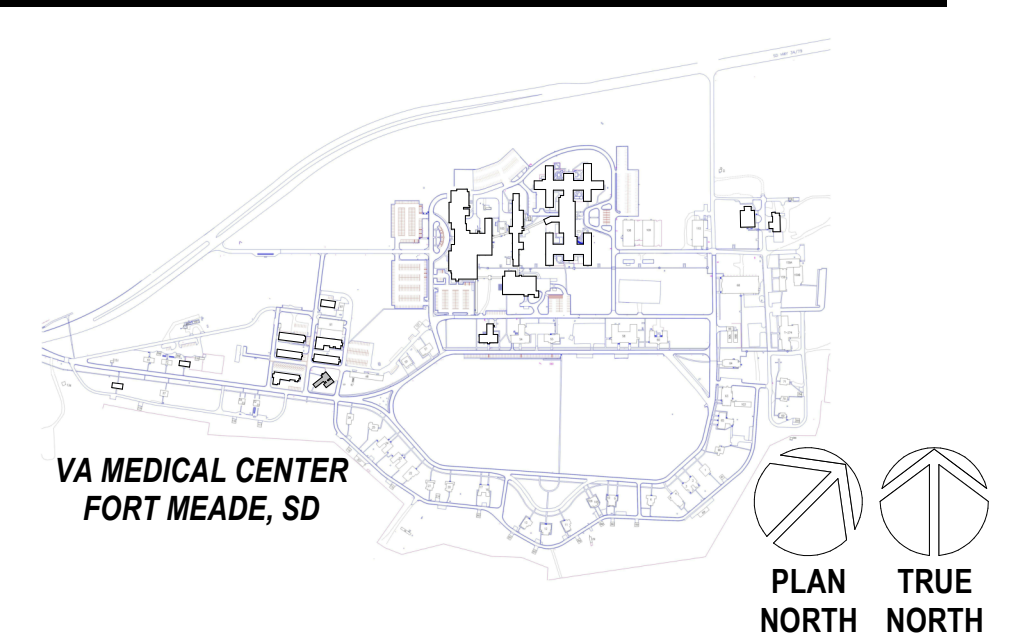 VA MEDICAL CENTER
FORT MEADE, SD
PLAN
NORTH
TRUE
NORTH